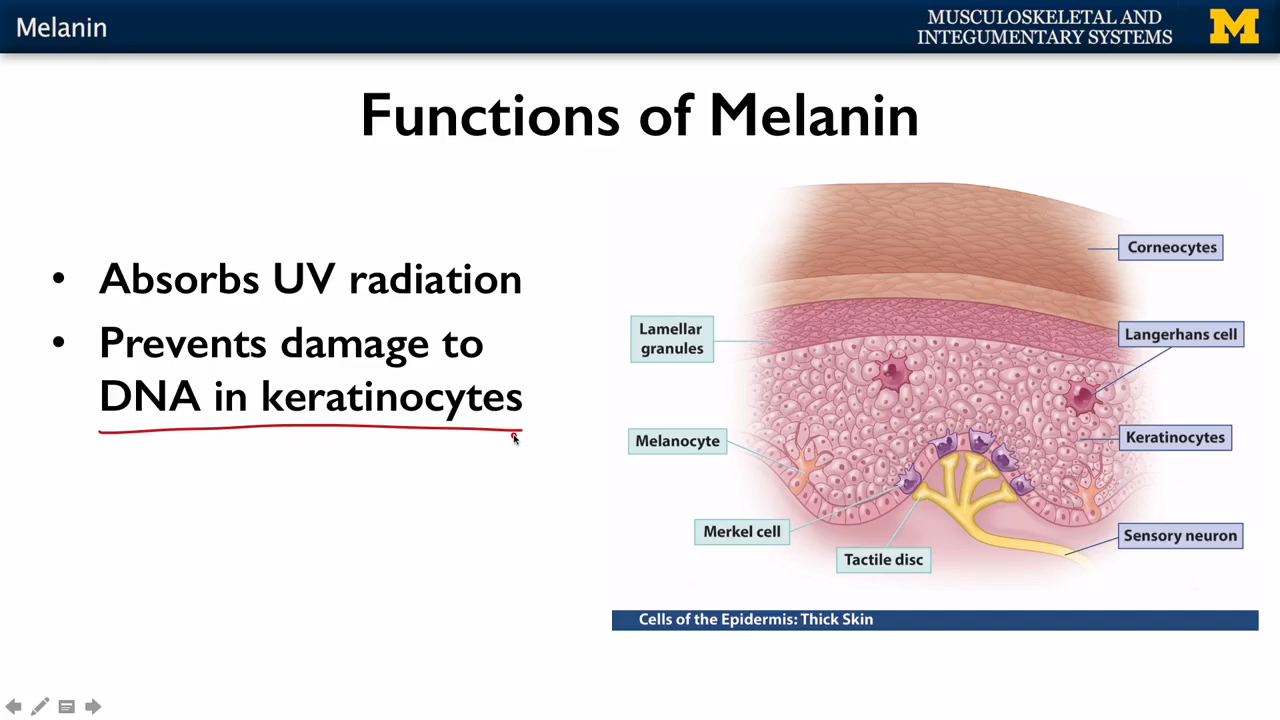 Melanin
MUSCULOSKELETAL AND
INTEGUMENTARY SYSTEMS
M
Functions of Melanin
• Absorbs UV radiation
• Prevents damage to
DNA in keratinocytes
Corneocytes
Lamellar
granules
Langerhans cell
Melanocyte
Keratinocytes
Merkel cell
Tactile disc
Sensory neuron
Cells of the Epidermis: Thick Skin